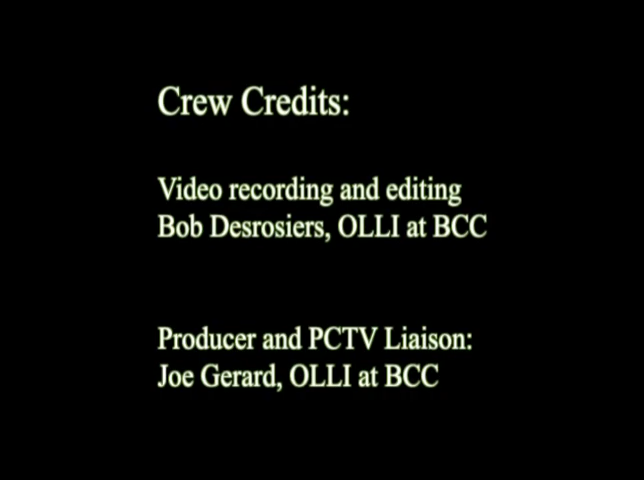 Crew Credits:
Video recording and editing
Bob Desrosiers, OLLI at BCC
Producer and PCTV Liaison:
Joe Gerard, OLLI at BCC